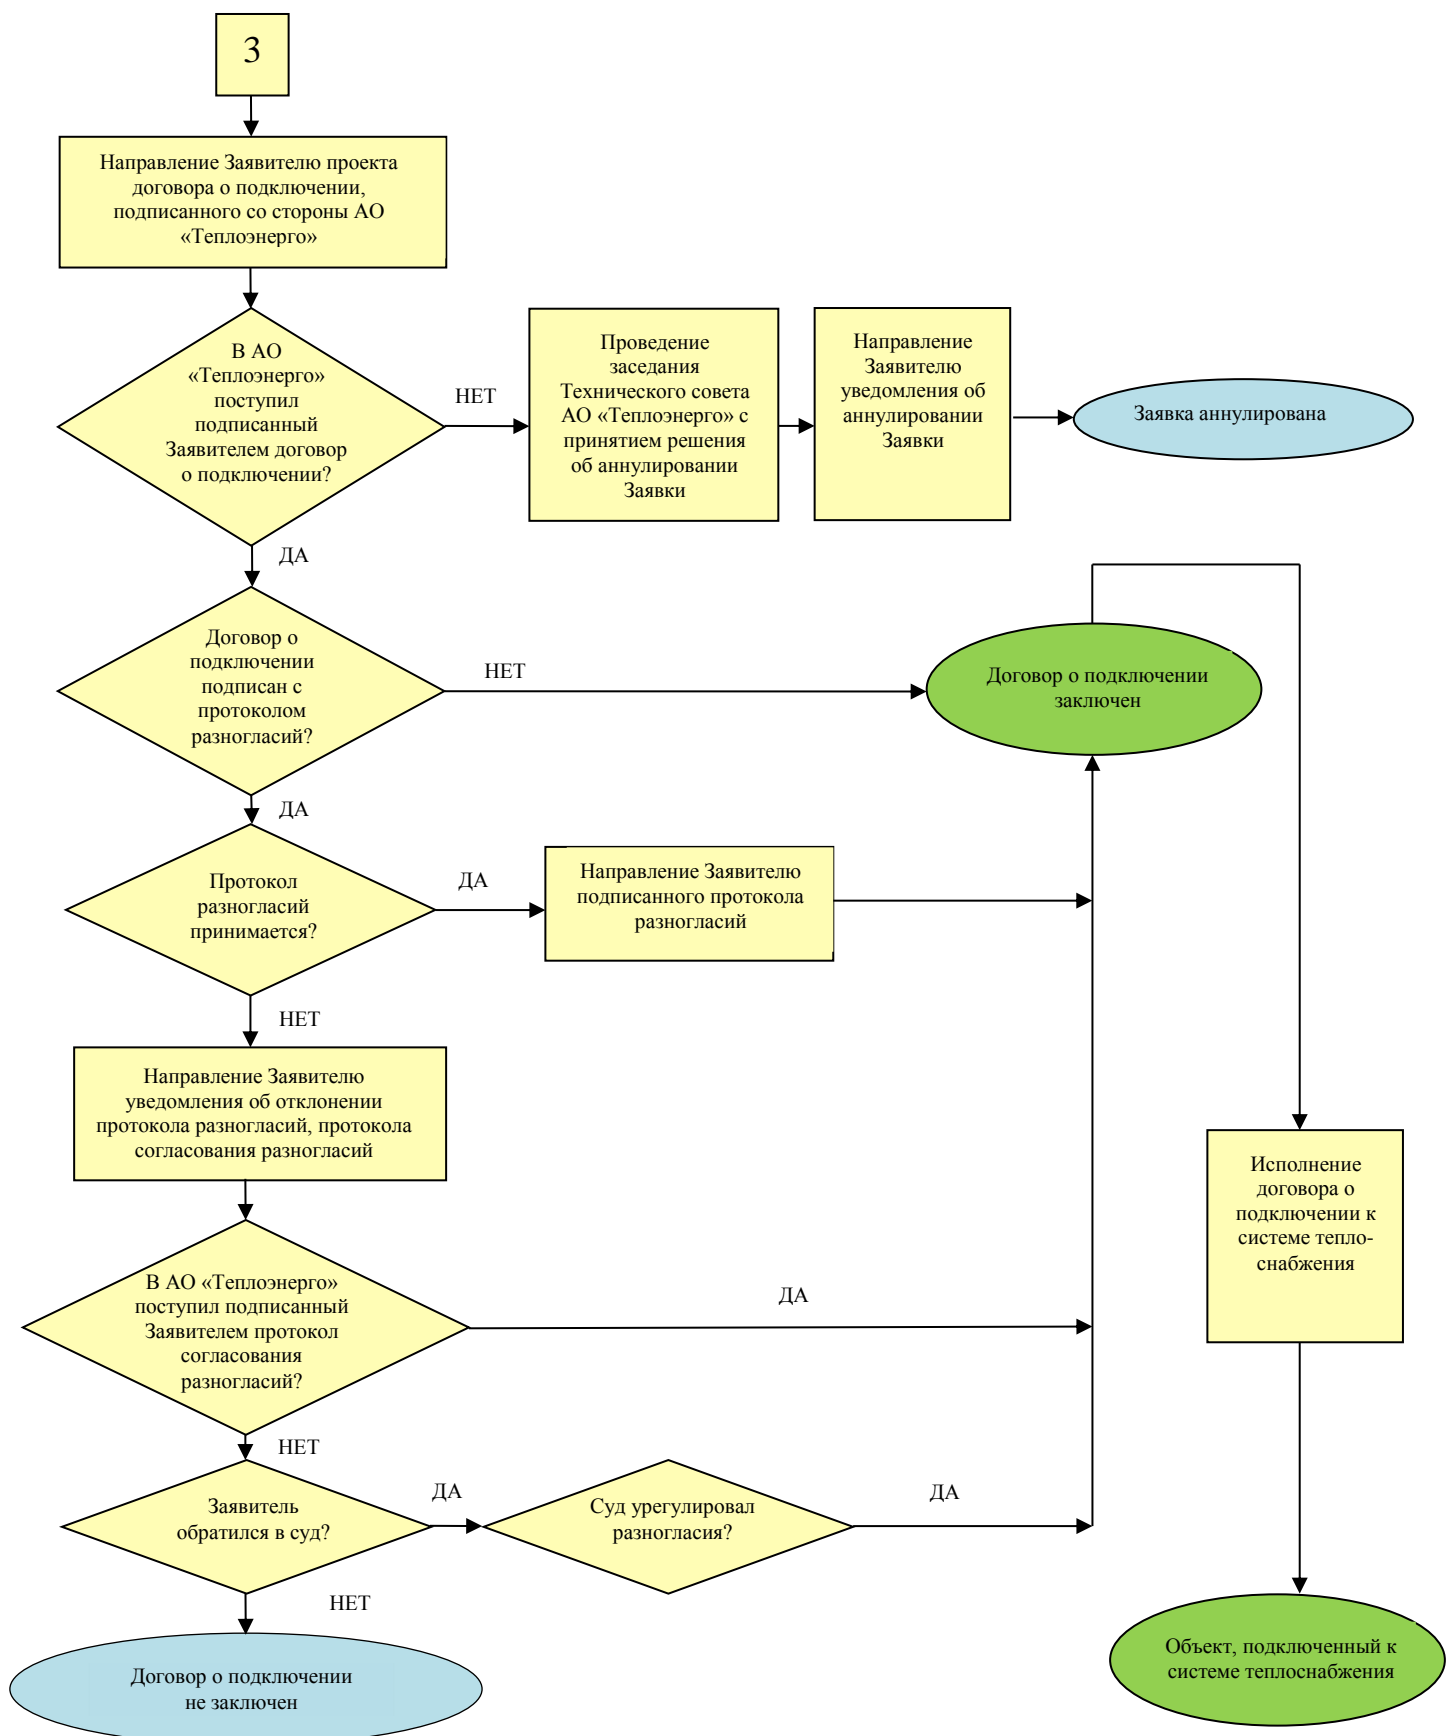 3
Направление Заявителю проекта
договора о подключении,
подписанного со стороны АО
«Теплоэнерго»
В АО
«Теплоэнерго»
поступил
подписанный
Заявителем договор
о подключении?
НЕТ
Проведение
заседания
Технического совета
АО «Теплоэнерго» с
принятием решения
об аннулировании
Заявки
Направление
Заявителю
уведомления об
аннулировании
Заявки
Заявка аннулирована
ДА
Договор о
подключении
подписан с
протоколом
разногласий?
НЕТ
Договор о подключении
заключен
ДА
Протокол
разногласий
принимается?
ДА
Направление Заявителю
подписанного протокола
разногласий
НЕТ
Направление Заявителю
уведомления об отклонении
протокола разногласий, протокола
согласования разногласий
Исполнение
договора о
подключении к
системе тепло-
снабжения
В АО «Теплоэнерго»
поступил подписанный
Заявителем протокол
согласования
разногласий?
ДА
НЕТ
Заявитель
обратился в суд?
ДА
Суд урегулировал
разногласия?
ДА
НЕТ
Договор о подключении
не заключен
Объект, подключенный к
системе теплоснабжения